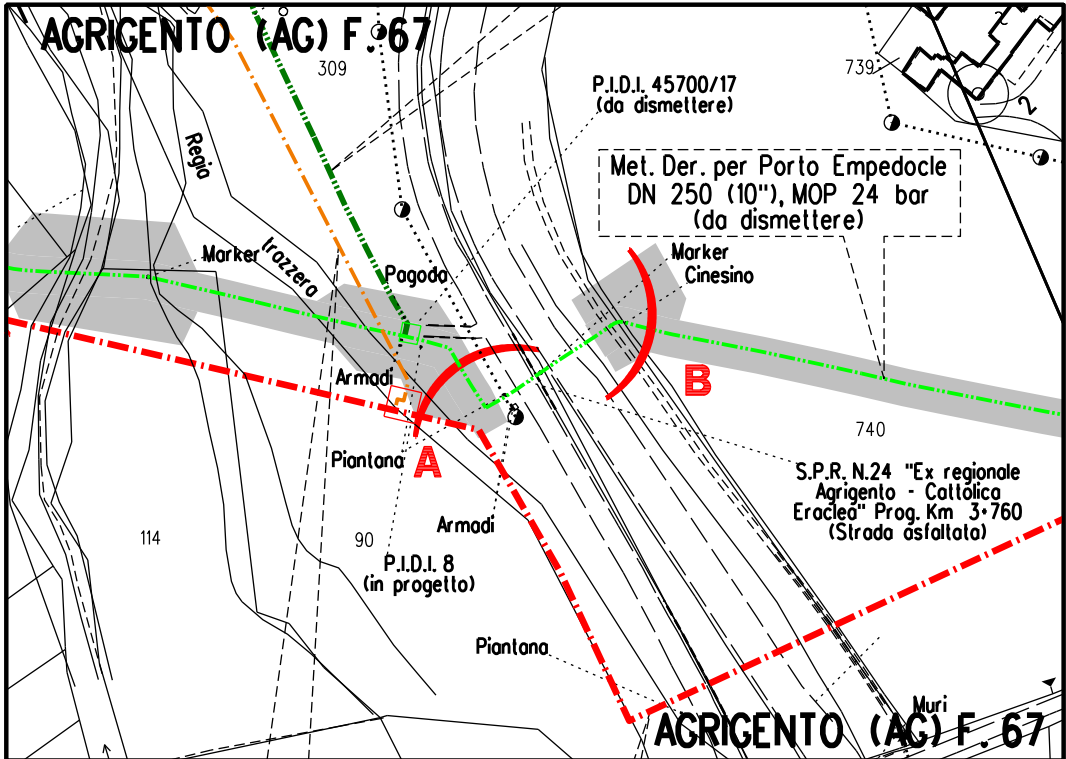 AGRIGENTO (AG) F. 67
309
P.I.D.I. 45700/17
(da dismettere)
739
2
Regia
Trazzera
Met. Der. per Porto Empedocle
DN 250 (10"), MOP 24 bar
(da dismettere)
Marker
Pagoda
Marker
Cinesino
Armadi
B
Piantana
A
740
S.P.R. N.24 "Ex regionale
Agrigento - Cattolica
Eraclea" Prog. Km 3+760
(Strada asfaltata)
Armadi
114
90
P.I.D.I. 8
(in progetto)
Piantana
Muri
AGRIGENTO (AG) F. 67